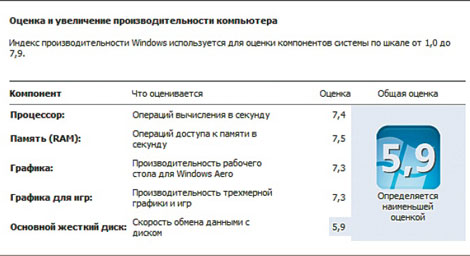 Оценка и увеличение производительности компьютера
Индекс производительности Windows используется для оценки компонентов системы по шкале от 1,0 до
7,9.
Компонент Что оценивается Оценка Общая оценка
Процессор: Операций вычисления в секунду 7,4
Память (RAM): Операций доступа к памяти в
секунду 7,5
Графика: Производительность рабочего
стола для Windows Aero 7,3
Графика для игр: Производительность трехмерной
графики и игр 7,3
Основной жесткий диск: Скорость обмена данными с
диском 5,9
5,9
Определяется
наименьшей
оценкой